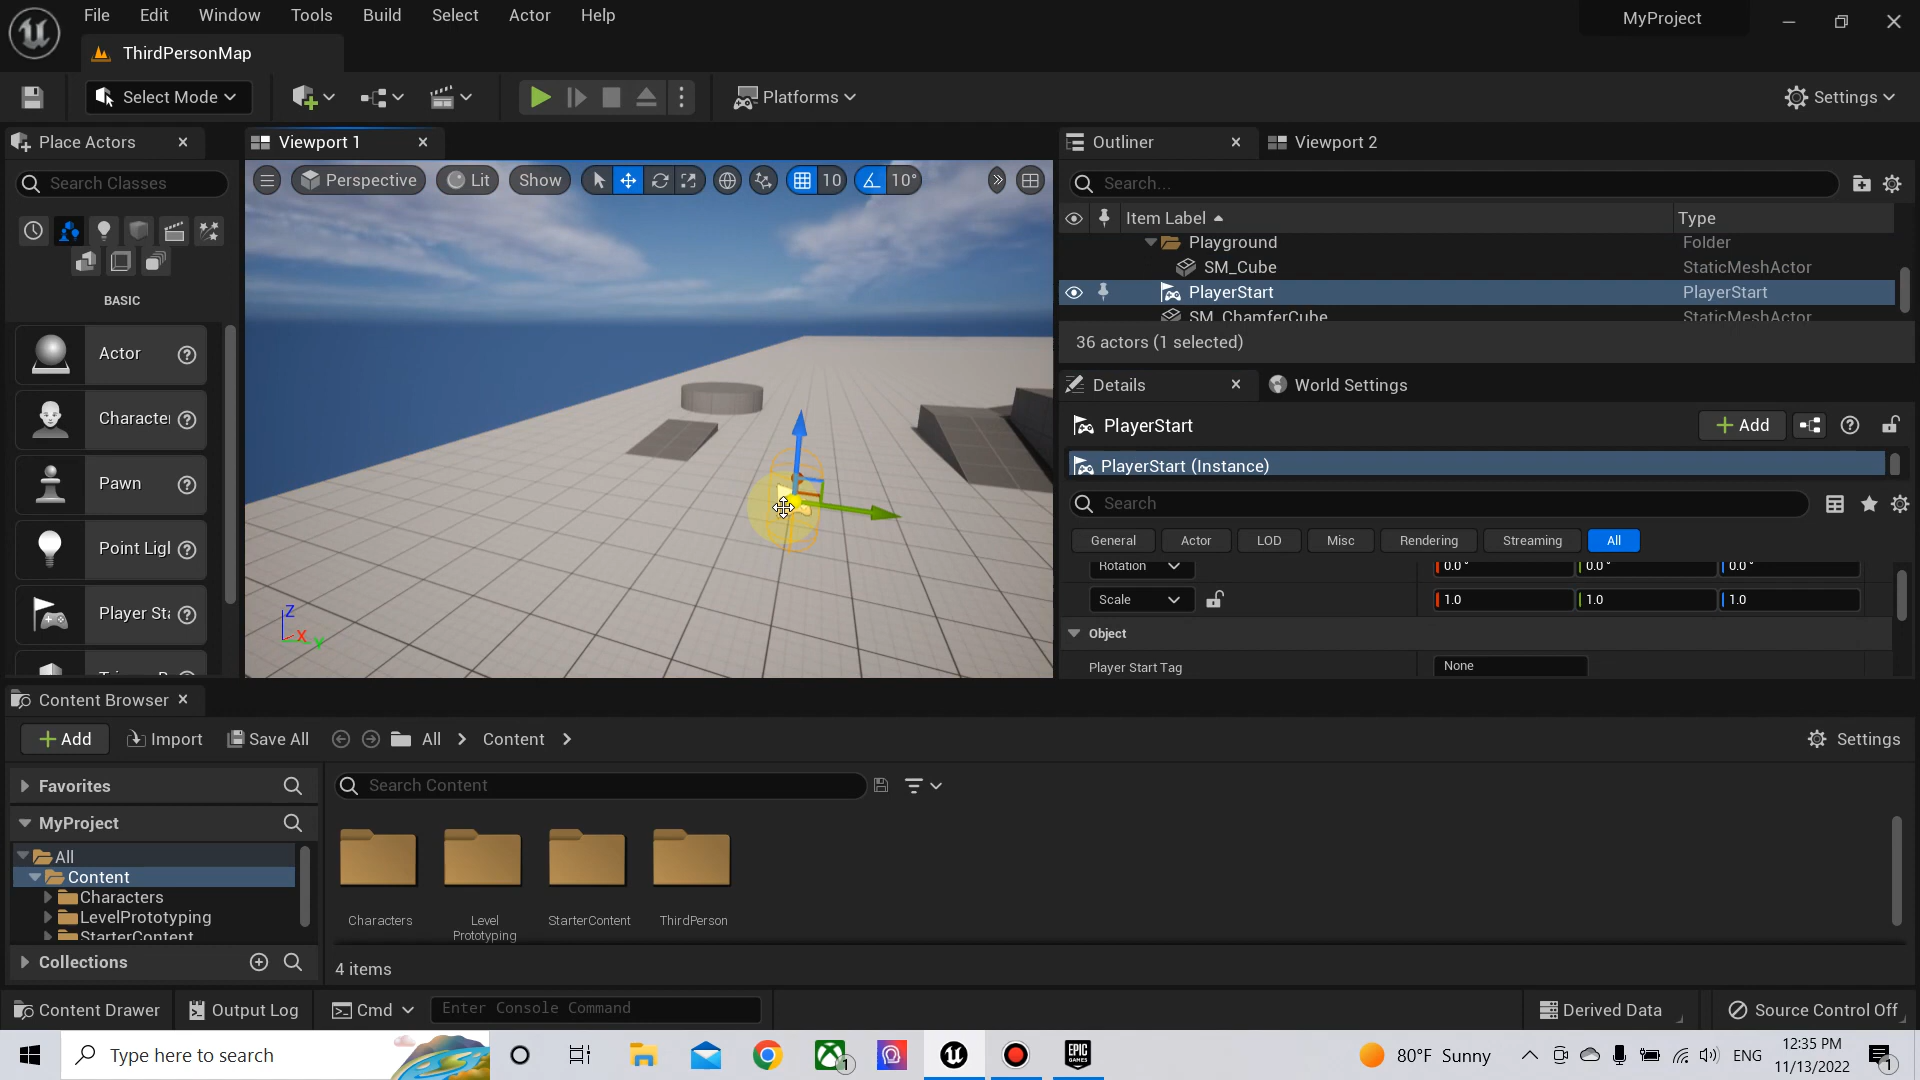 File Edit Window Tools Build Select Actor Help
MyProject
ThirdPersonMap
Select Mode
Platforms
Settings
Place Actors
Viewport 1
Outliner
Viewport 2
Search Classes
Perspective
Lit
Show
10
10°
Search...
Item Label
Type
Playground
Folder
SM_Cube
StaticMeshActor
PlayerStart
PlayerStart
SM_ChamferCube
StaticMeshActor
36 actors (1 selected)
BASIC
Actor
Character
Pawn
Point Ligl
Player Sta
Details
World Settings
PlayerStart
Add
PlayerStart (Instance)
Search
General
Actor
LOD
Misc
Rendering
Streaming
All
Rotation
0.0°
0.0°
0.0°
Scale
1.0
1.0
1.0
Object
Player Start Tag
None
Z
X
Y
Content Browser
Add
Import
Save All
All
Content
Settings
Favorites
Search Content
MyProject
All
Content
Characters
LevelPrototyping
StarterContent
Collections
Characters
Level
Prototyping
StarterContent
ThirdPerson
4 items
Content Drawer
Output Log
Cmd
Enter Console Command
Derived Data
Source Control Off
Type here to search
1
EPIC
GAMES
80°F Sunny
ENG
12:35 PM
11/13/2022
1